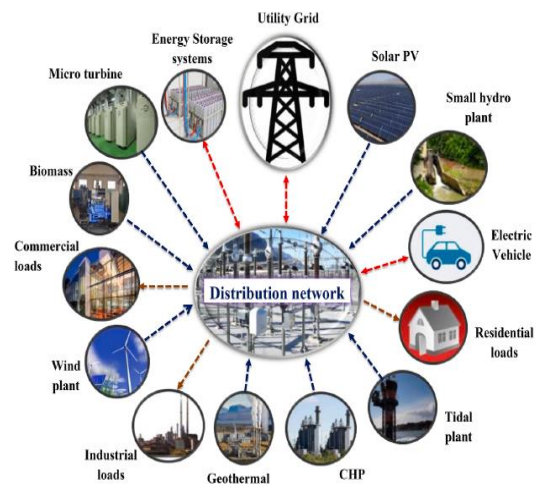 Utility Grid
Energy Storage
systems
Solar PV
Micro turbine
Small hydro
plant
Biomass
Electric
Vehicle
Commercial
loads
Distribution network
Residential
loads
Wind
plant
Tidal
plant
Industrial
loads
Geothermal
CHP